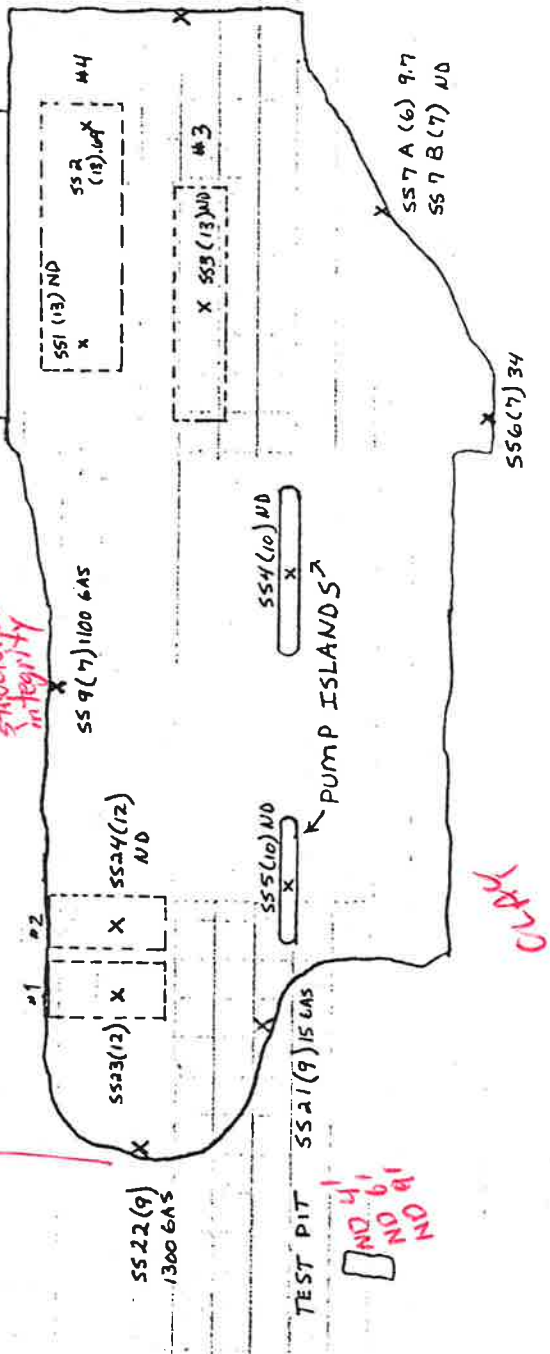 #4
SS1 (13) ND
SS2
(13) .69
#3
SS3 (13) ND
SS7 A (6) 9.7
SS7 B (7) ND
SS6 (7) 34
SS4 (10) ND
PUMP ISLANDS
SS5 (10) ND
integrity
SS9 (7) 1100 GAS
#2
SS24 (12)
ND
#1
SS23 (12)
SS22 (9)
1300 GAS
SS21 (9) 15 GAS
TEST PIT
ND 4'
ND 6'
ND 9'
CLAY